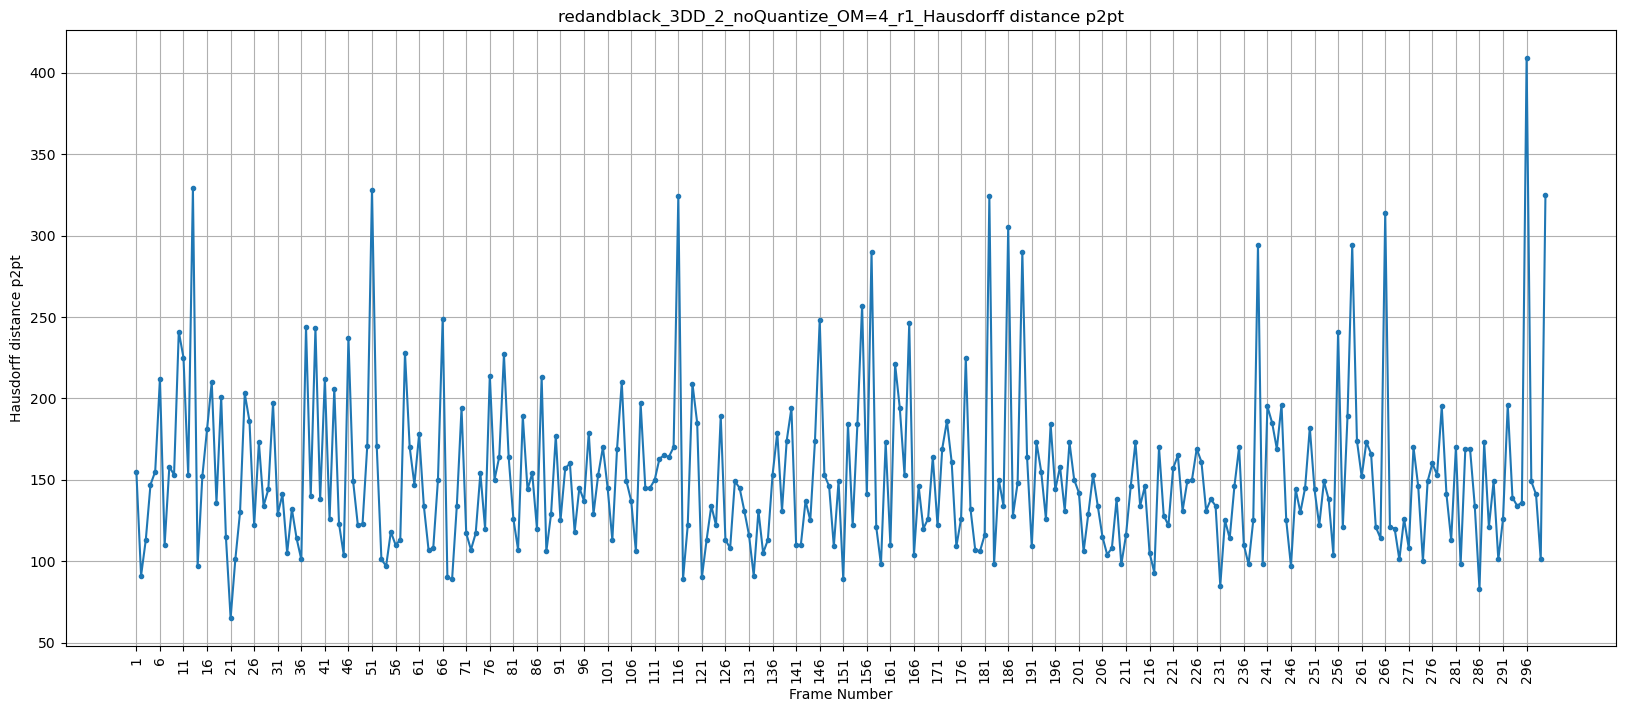 redandblack_3DD_2_noQuantize_OM=4_r1_Hausdorff distance p2pt
Hausdorff distance p2pt
400
350
300
250
200
150
100
50
1 6 11 16 21 26 31 36 41 46 51 56 61 66 71 76 81 86 91 96 101 106 111 116 121 126 131 136 141 146 151 156 161 166 171 176 181 186 191 196 201 206 211 216 221 226 231 236 241 246 251 256 261 266 271 276 281 286 291 296
Frame Number